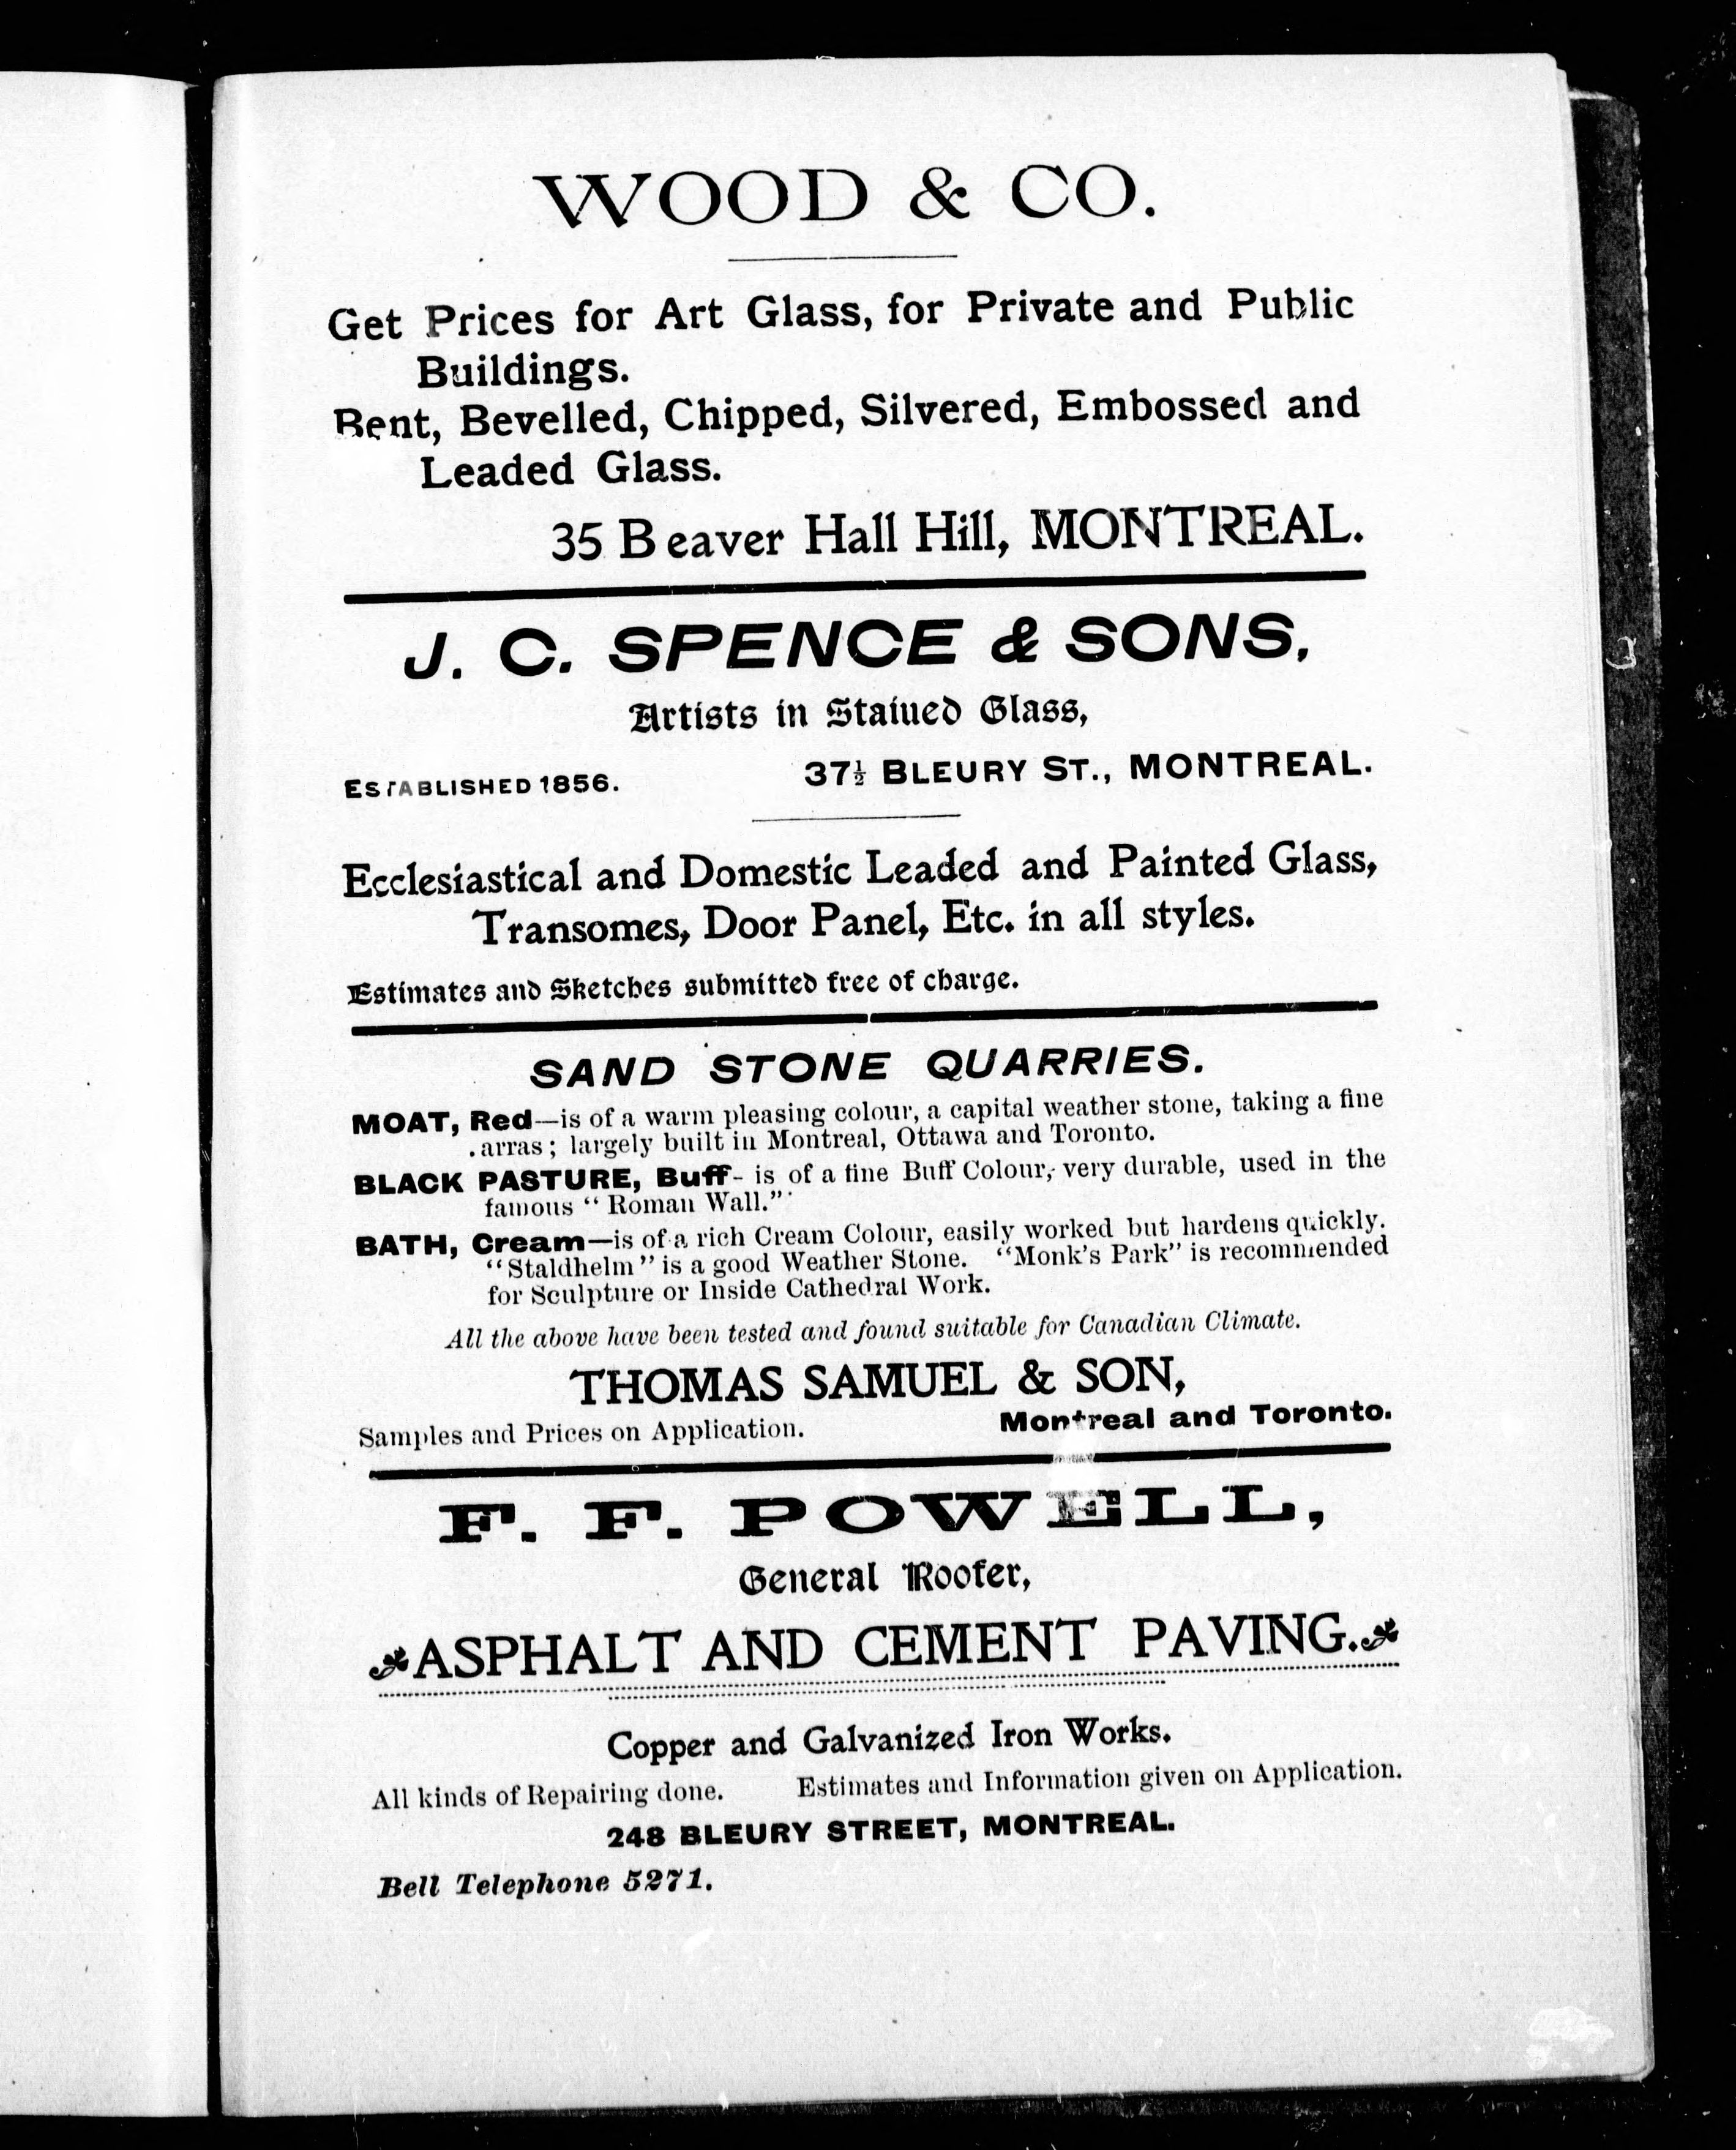 WOOD & CO.
Get Prices for Art Glass, for Private and Public
Buildings.
Bent, Bevelled, Chipped, Silvered, Embossed and
Leaded Glass.
35 Beaver Hall Hill, MONTREAL.
J. C. SPENCE & SONS,
Artists in Staiued Glass,
ESTABLISHED 1856. 37½ BLEURY ST., MONTREAL.
Ecclesiastical and Domestic Leaded and Painted Glass,
Transomes, Door Panel, Etc. in all styles.
Estimates and Sketches submitted free of charge.
SAND STONE QUARRIES.
MOAT, Red—is of a warm pleasing colour, a capital weather stone, taking a fine
arras; largely built in Montreal, Ottawa and Toronto.
BLACK PASTURE, Buff- is of a fine Buff Colour, very durable, used in the
famous "Roman Wall."
BATH, Cream—is of a rich Cream Colour, easily worked but hardens quickly.
"Staldhelm" is a good Weather Stone. "Monk's Park" is recommended
for Sculpture or Inside Cathedral Work.
All the above have been tested and found suitable for Canadian Climate.
THOMAS SAMUEL & SON,
Samples and Prices on Application. Montreal and Toronto.
F. F. POWELL,
General Roofer,
ASPHALT AND CEMENT PAVING.
Copper and Galvanized Iron Works.
All kinds of Repairing done. Estimates and Information given on Application.
248 BLEURY STREET, MONTREAL.
Bell Telephone 5271.